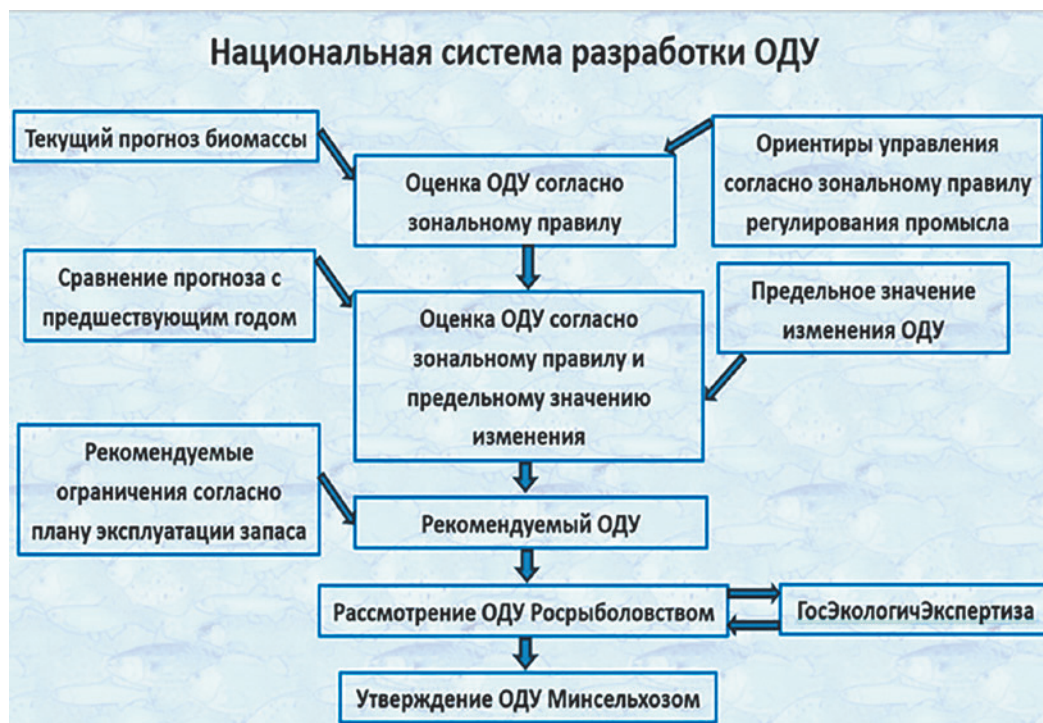 Национальная система разработки ОДУ
Текущий прогноз биомассы
Оценка ОДУ согласно
зональному правилу
Ориентиры управления
согласно зональному правилу
регулирования промысла
Сравнение прогноза с
предшествующим годом
Оценка ОДУ согласно
зональному правилу и
предельному значению
изменения
Предельное значение
изменения ОДУ
Рекомендуемые
ограничения согласно
плану эксплуатации запаса
Рекомендуемый ОДУ
Рассмотрение ОДУ Росрыболовством
ГосЭкологичЭкспертиза
Утверждение ОДУ Минсельхозом